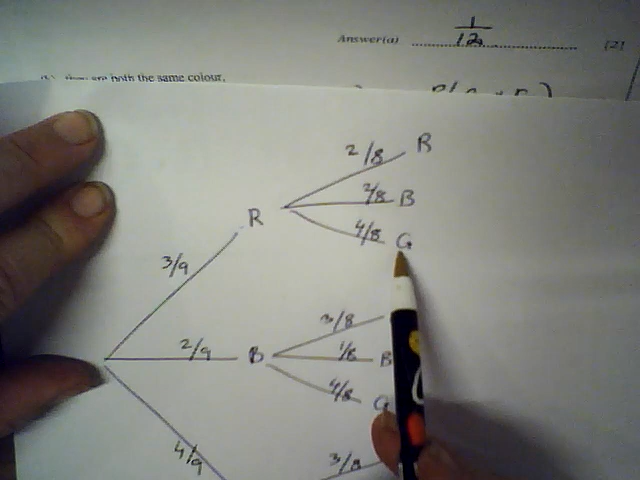 Answer(a) 1/12 [2]
they are both the same colour.
2/8 R
2/8 B
R
4/8 G
3/9
3/8
2/9 B 1/8 B
4/8 G
4/9
3/8